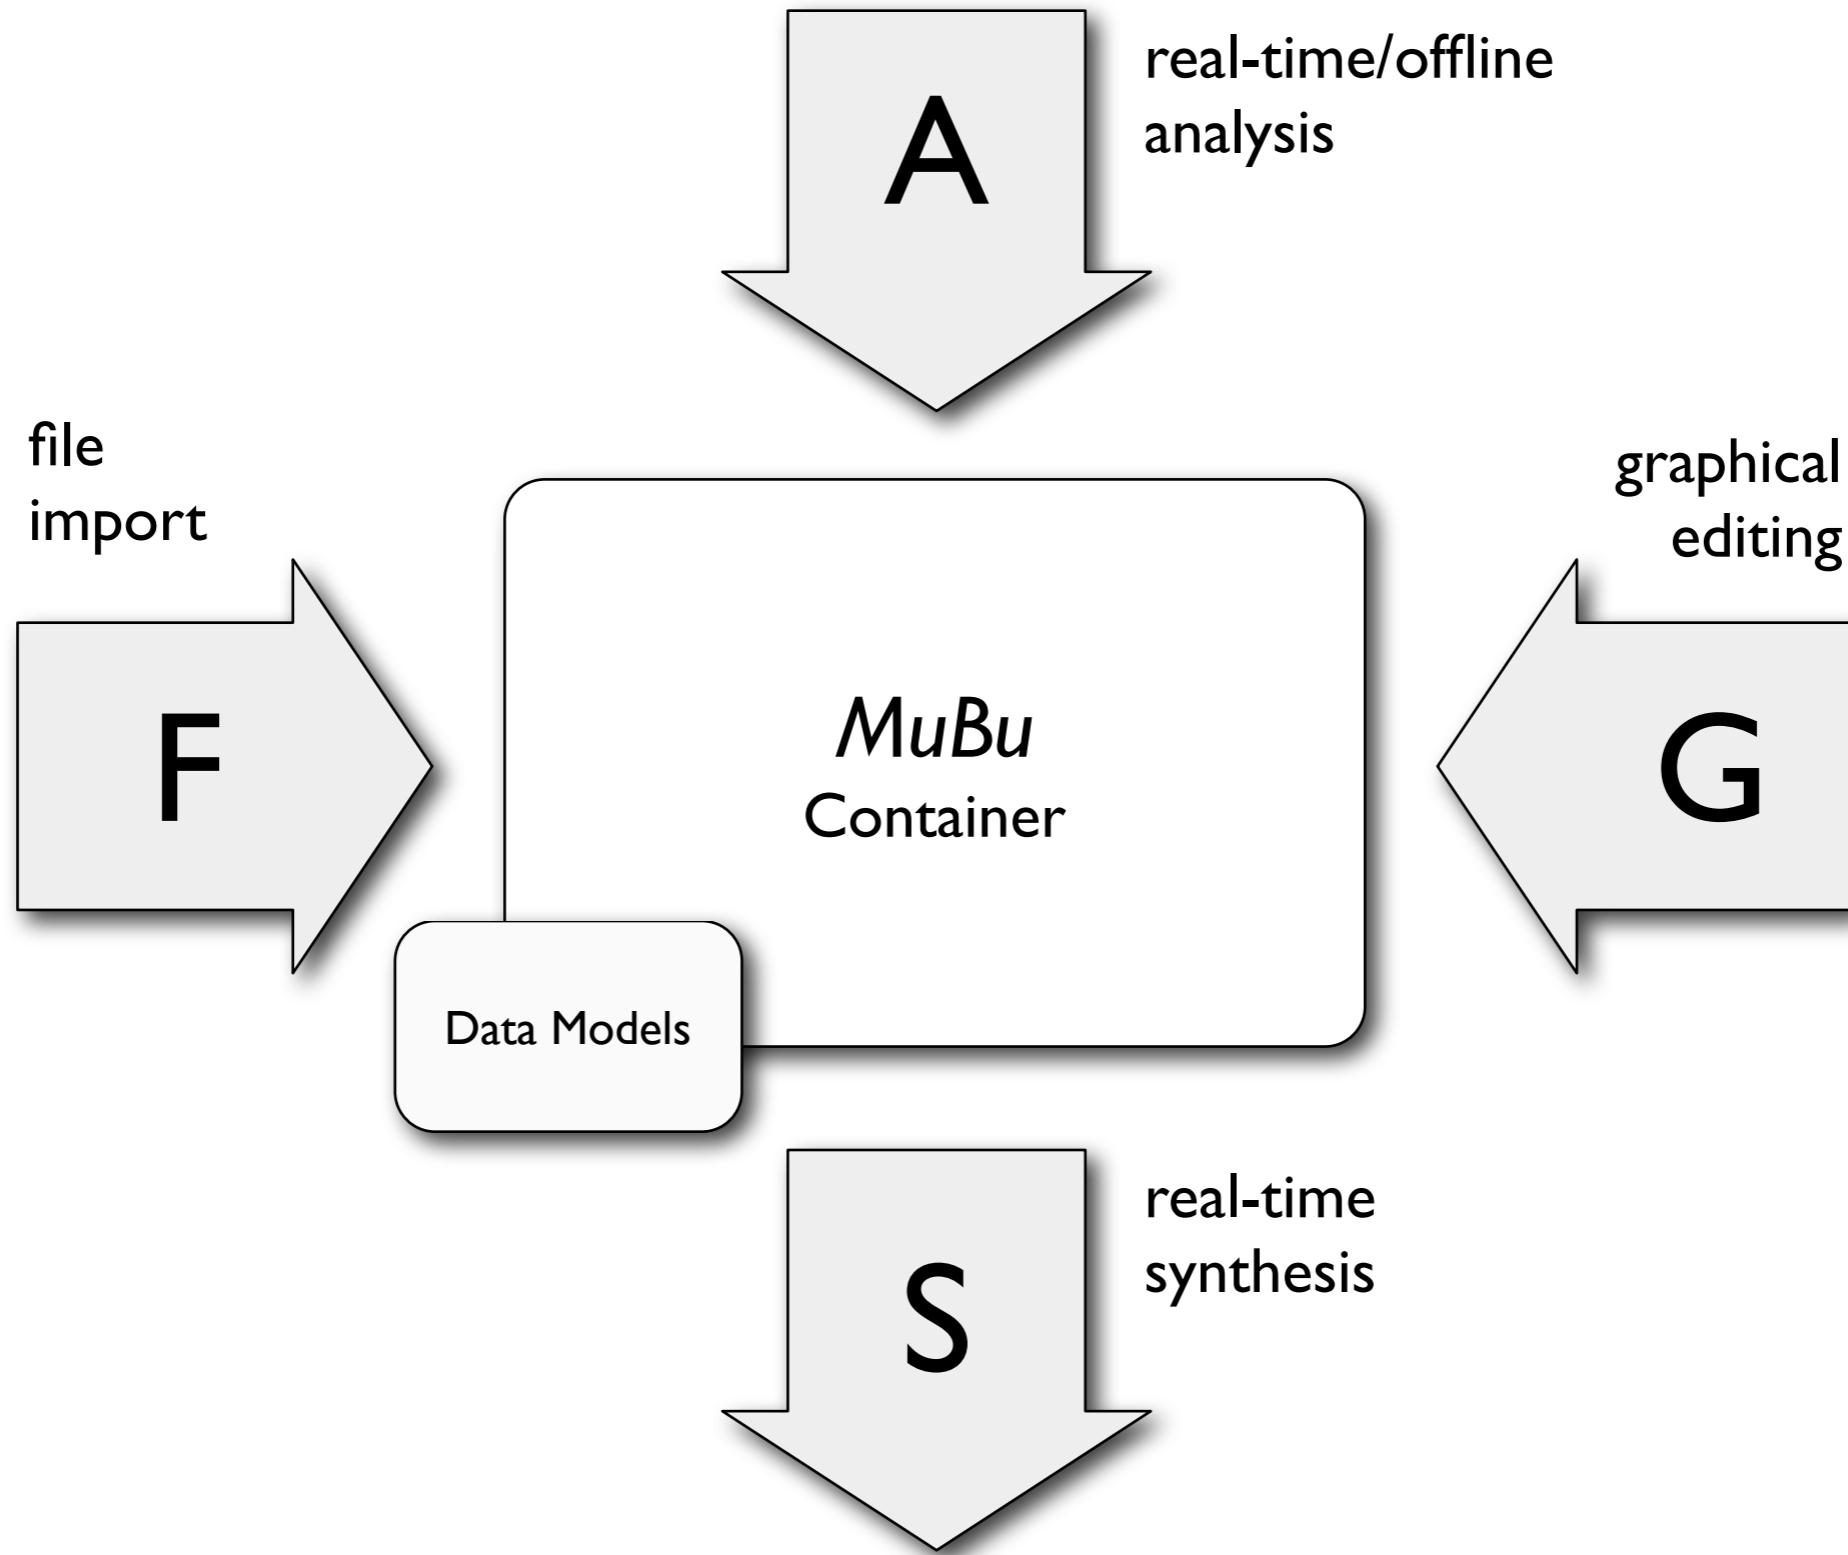 A
real-time/offline
analysis
file
import
F
MuBu
Container
graphical
editing
G
Data Models
S
real-time
synthesis